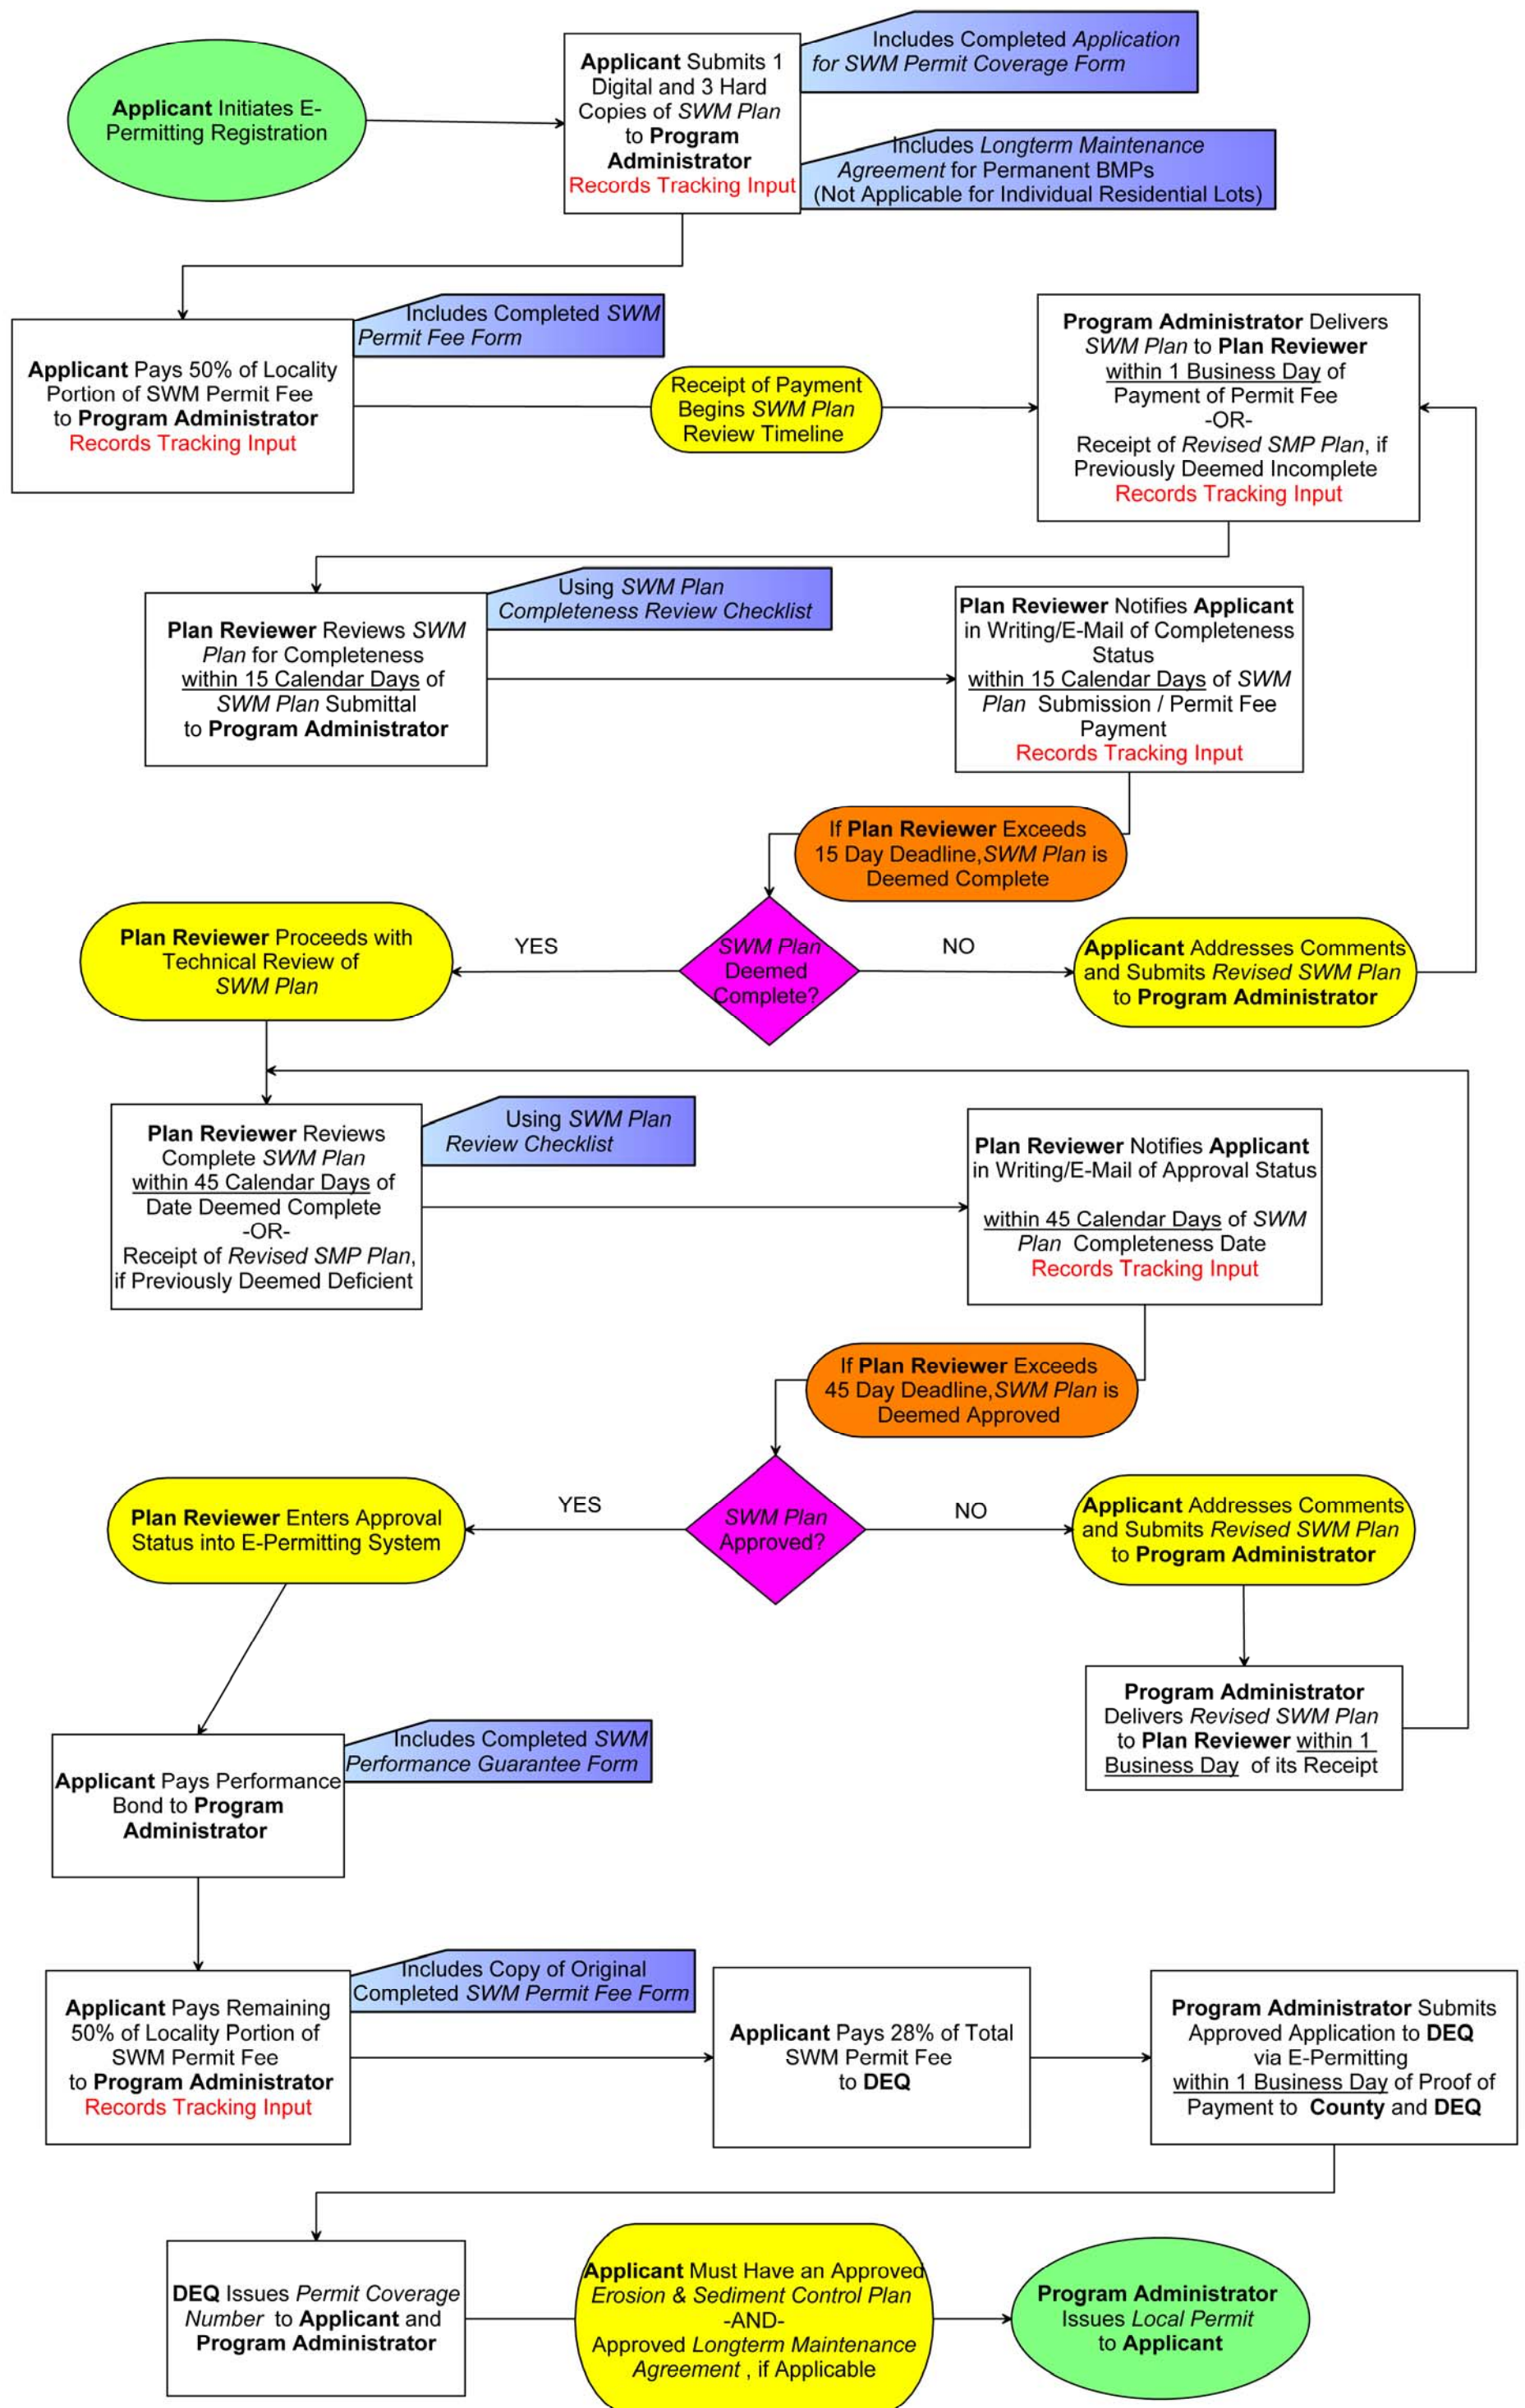 Applicant Initiates E-
Permitting Registration
Applicant Submits 1
Digital and 3 Hard
Copies of SWM Plan
to Program
Administrator
Records Tracking Input
Includes Completed Application
for SWM Permit Coverage Form
Includes Longterm Maintenance
Agreement for Permanent BMPs
(Not Applicable for Individual Residential Lots)
Applicant Pays 50% of Locality
Portion of SWM Permit Fee
to Program Administrator
Records Tracking Input
Includes Completed SWM
Permit Fee Form
Receipt of Payment
Begins SWM Plan
Review Timeline
Program Administrator Delivers
SWM Plan to Plan Reviewer
within 1 Business Day of
Payment of Permit Fee
-OR-
Receipt of Revised SMP Plan, if
Previously Deemed Incomplete
Records Tracking Input
Plan Reviewer Reviews SWM
Plan for Completeness
within 15 Calendar Days of
SWM Plan Submittal
to Program Administrator
Using SWM Plan
Completeness Review Checklist
Plan Reviewer Notifies Applicant
in Writing/E-Mail of Completeness
Status
within 15 Calendar Days of SWM
Plan Submission / Permit Fee
Payment
Records Tracking Input
If Plan Reviewer Exceeds
15 Day Deadline,SWM Plan is
Deemed Complete
Plan Reviewer Proceeds with
Technical Review of
SWM Plan
YES
SWM Plan
Deemed
Complete?
NO
Applicant Addresses Comments
and Submits Revised SWM Plan
to Program Administrator
Plan Reviewer Reviews
Complete SWM Plan
within 45 Calendar Days of
Date Deemed Complete
-OR-
Receipt of Revised SMP Plan,
if Previously Deemed Deficient
Using SWM Plan
Review Checklist
Plan Reviewer Notifies Applicant
in Writing/E-Mail of Approval Status
within 45 Calendar Days of SWM
Plan Completeness Date
Records Tracking Input
If Plan Reviewer Exceeds
45 Day Deadline,SWM Plan is
Deemed Approved
Plan Reviewer Enters Approval
Status into E-Permitting System
YES
SWM Plan
Approved?
NO
Applicant Addresses Comments
and Submits Revised SWM Plan
to Program Administrator
Program Administrator
Delivers Revised SWM Plan
to Plan Reviewer within 1
Business Day of its Receipt
Applicant Pays Performance
Bond to Program
Administrator
Includes Completed SWM
Performance Guarantee Form
Applicant Pays Remaining
50% of Locality Portion of
SWM Permit Fee
to Program Administrator
Records Tracking Input
Includes Copy of Original
Completed SWM Permit Fee Form
Applicant Pays 28% of Total
SWM Permit Fee
to DEQ
Program Administrator Submits
Approved Application to DEQ
via E-Permitting
within 1 Business Day of Proof of
Payment to County and DEQ
DEQ Issues Permit Coverage
Number to Applicant and
Program Administrator
Applicant Must Have an Approved
Erosion & Sediment Control Plan
-AND-
Approved Longterm Maintenance
Agreement , if Applicable
Program Administrator
Issues Local Permit
to Applicant